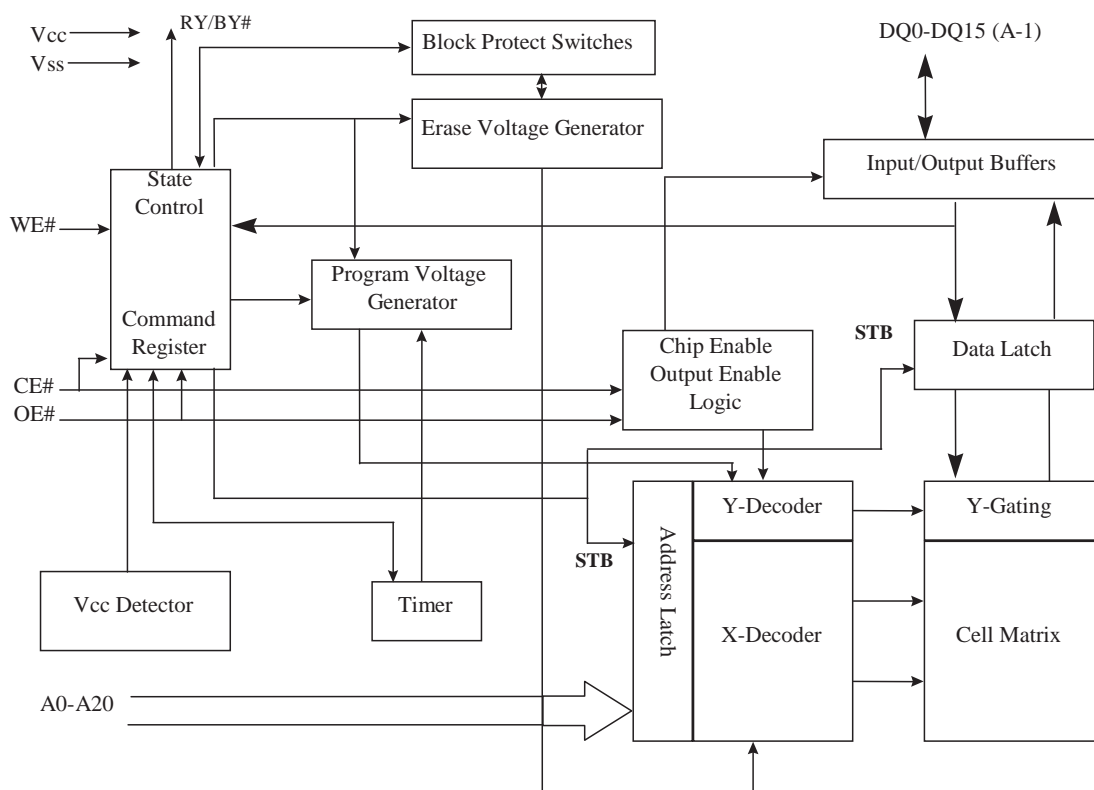 Vcc
Vss
RY/BY#
Block Protect Switches
DQ0-DQ15 (A-1)
Erase Voltage Generator
Input/Output Buffers
State
Control
WE#
Program Voltage
Generator
Command
Register
STB
Chip Enable
Output Enable
Logic
Data Latch
CE#
OE#
Y-Decoder
Y-Gating
STB
Address Latch
Vcc Detector
Timer
X-Decoder
Cell Matrix
A0-A20